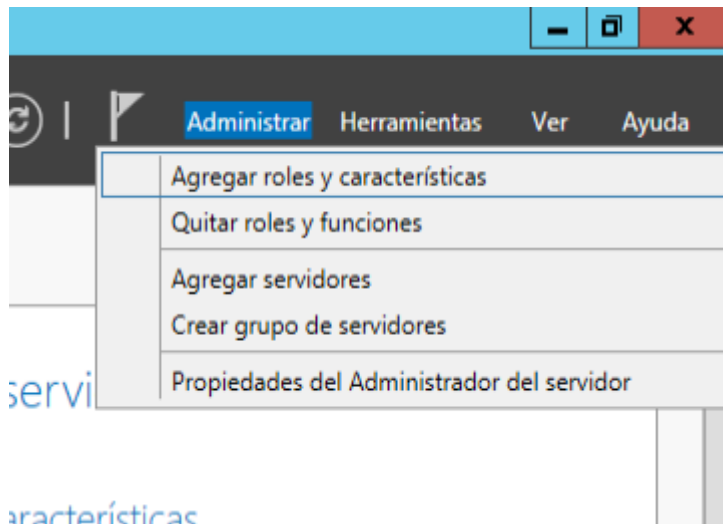 Administrar Herramientas Ver Ayuda
Agregar roles y características
Quitar roles y funciones
Agregar servidores
Crear grupo de servidores
Propiedades del Administrador del servidor
servi
aracterísticas